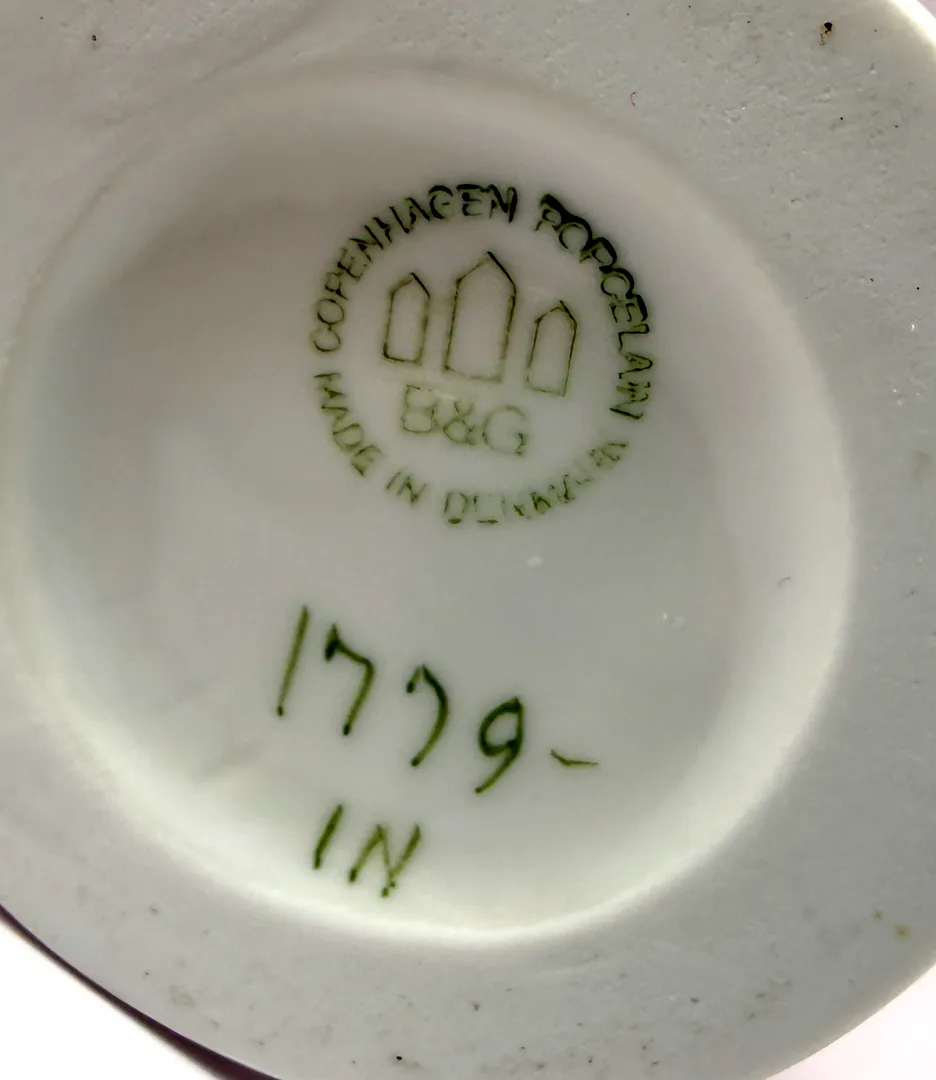 COPENHAGEN PORCELAIN
B&G
MADE IN DENMARK
1779-
IN